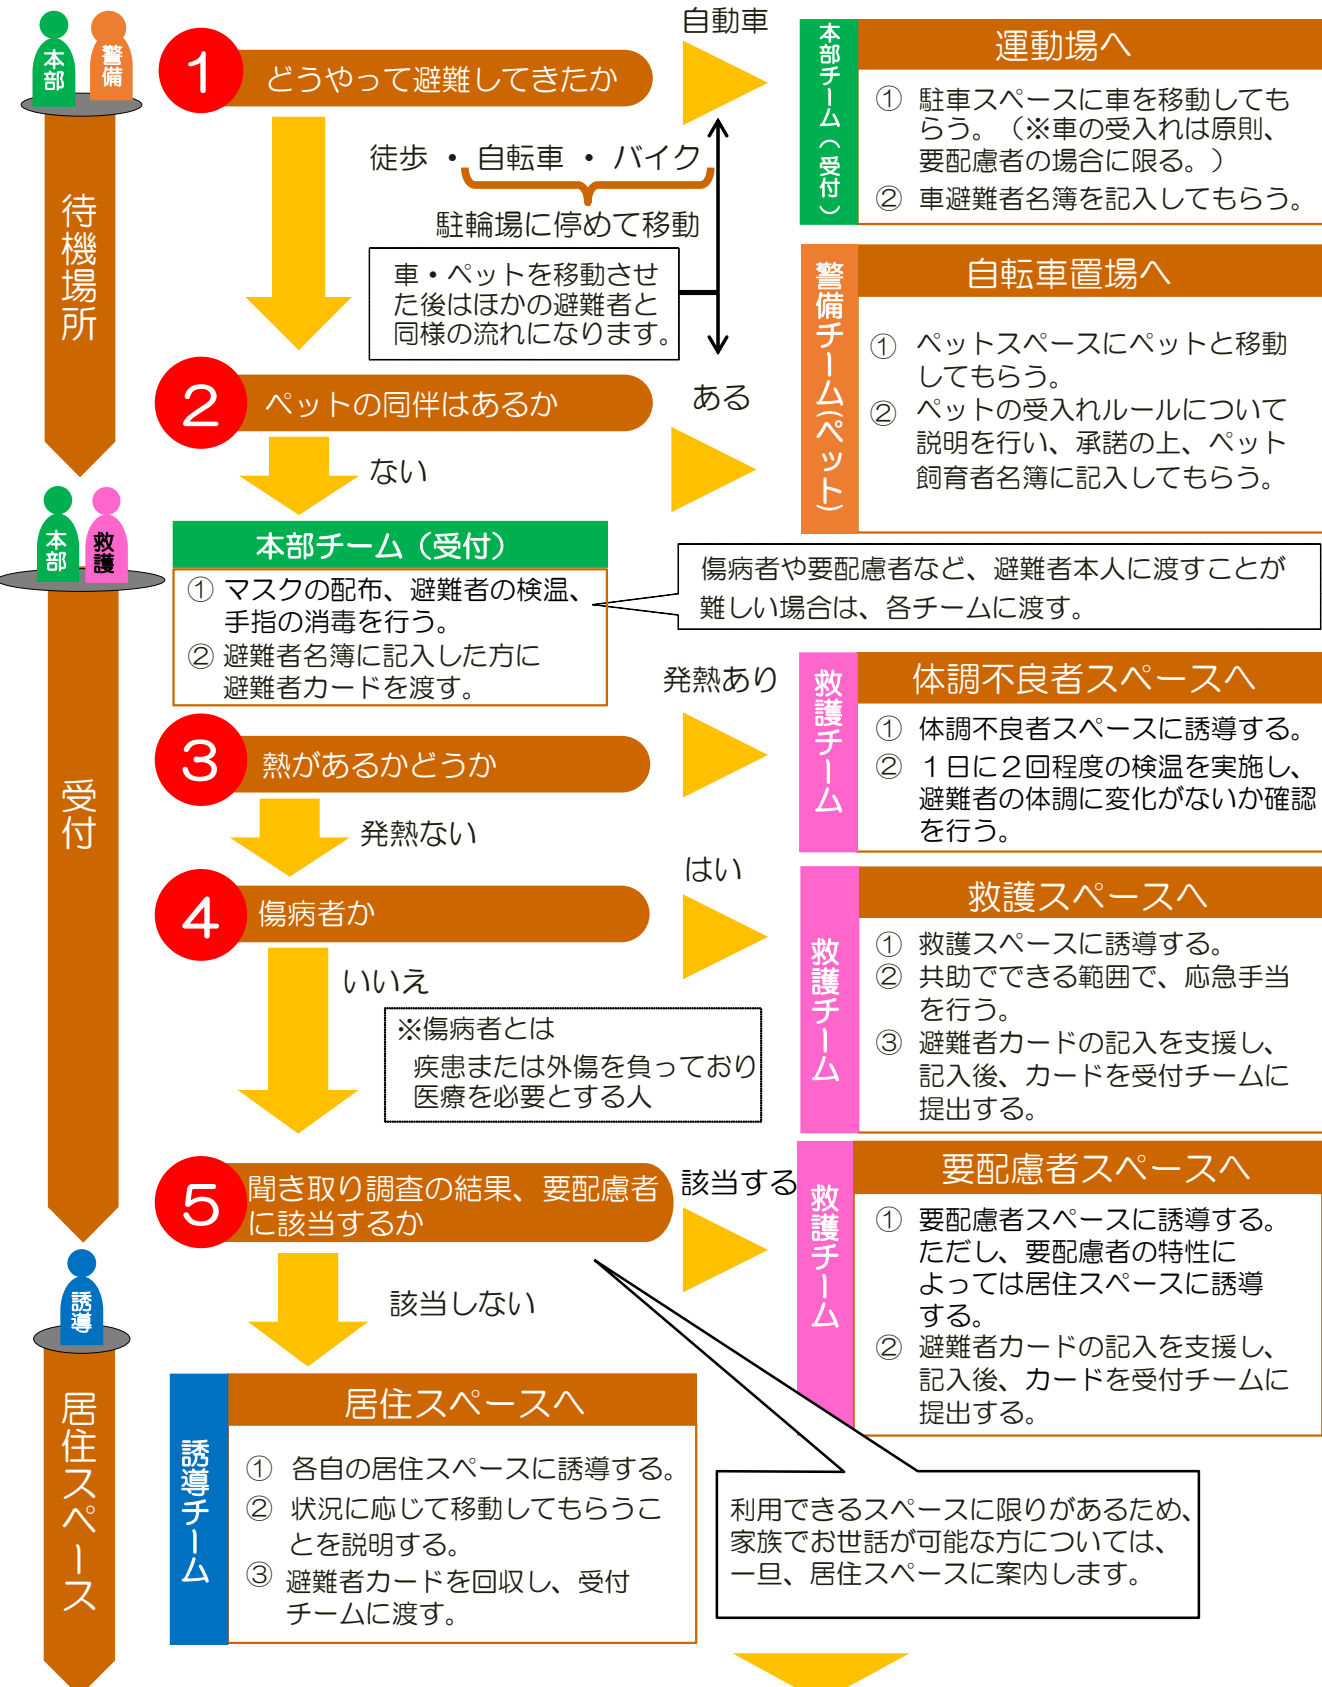 本部
警備
待機場所
1
どうやって避難してきたか
自動車
徒歩 ・ 自転車 ・ バイク
駐輪場に停めて移動
車・ペットを移動させ
た後はほかの避難者と
同様の流れになります。
本部チーム（受付）
運動場へ
① 駐車スペースに車を移動しても
らう。（※車の受入れは原則、
要配慮者の場合に限る。）
② 車避難者名簿を記入してもらう。
2
ペットの同伴はあるか
ある
ない
警備チーム(ペット)
自転車置場へ
① ペットスペースにペットと移動
してもらう。
② ペットの受入れルールについて
説明を行い、承諾の上、ペット
飼育者名簿に記入してもらう。
本部
救護
受付
本部チーム（受付）
① マスクの配布、避難者の検温、
手指の消毒を行う。
② 避難者名簿に記入した方に
避難者カードを渡す。
傷病者や要配慮者など、避難者本人に渡すことが
難しい場合は、各チームに渡す。
3
熱があるかどうか
発熱あり
発熱ない
救護チーム
体調不良者スペースへ
① 体調不良者スペースに誘導する。
② １日に２回程度の検温を実施し、
避難者の体調に変化がないか確認
を行う。
4
傷病者か
はい
いいえ
※傷病者とは
疾患または外傷を負っており
医療を必要とする人
救護チーム
救護スペースへ
① 救護スペースに誘導する。
② 共助でできる範囲で、応急手当
を行う。
③ 避難者カードの記入を支援し、
記入後、カードを受付チームに
提出する。
5
聞き取り調査の結果、要配慮者
に該当するか
該当する
該当しない
救護チーム
要配慮者スペースへ
① 要配慮者スペースに誘導する。
ただし、要配慮者の特性に
よっては居住スペースに誘導
する。
② 避難者カードの記入を支援し、
記入後、カードを受付チームに
提出する。
誘導
居住スペース
誘導チーム
居住スペースへ
① 各自の居住スペースに誘導する。
② 状況に応じて移動してもらうこ
とを説明する。
③ 避難者カードを回収し、受付
チームに渡す。
利用できるスペースに限りがあるため、
家族でお世話が可能な方については、
一旦、居住スペースに案内します。